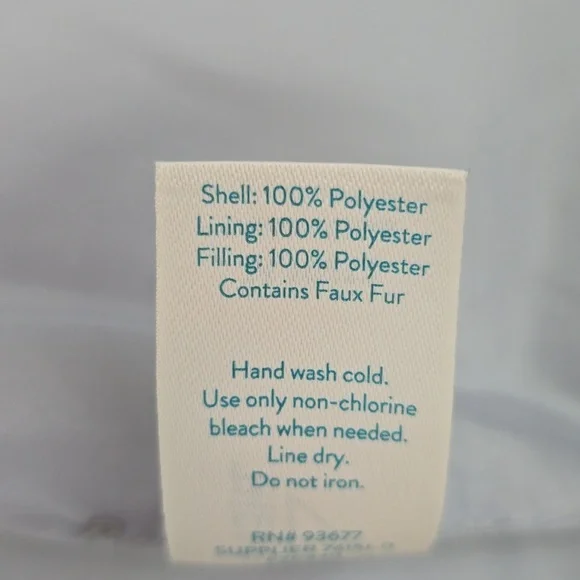 Shell: 100% Polyester
Lining: 100% Polyester
Filling: 100% Polyester
Contains Faux Fur
Hand wash cold.
Use only non-chlorine
bleach when needed.
Line dry.
Do not iron.
RN# 93677
SUPPLIER